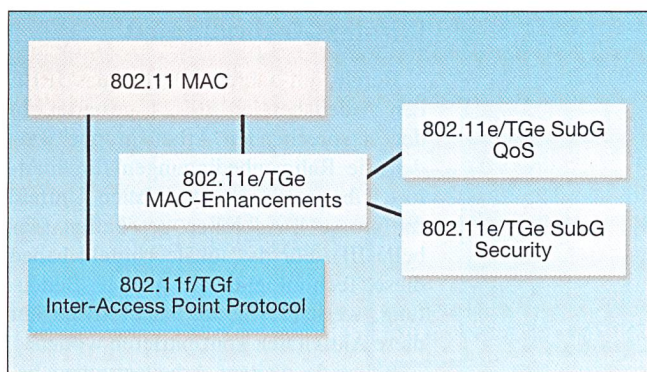 802.11 MAC
802.11e/TGe
MAC-Enhancements
802.11e/TGe SubG
QoS
802.11e/TGe SubG
Security
802.11f/TGf
Inter-Access Point Protocol